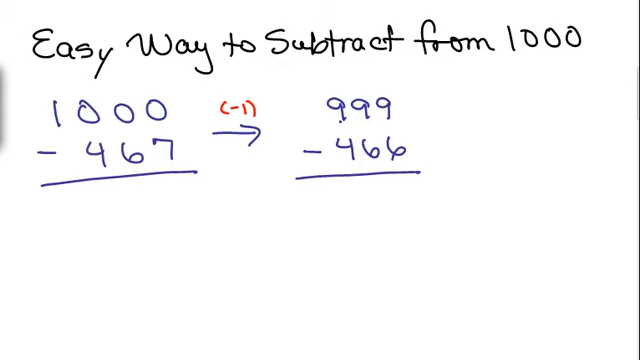 Easy Way to Subtract from 1000
1000 (-1) 999
- 467 → - 466